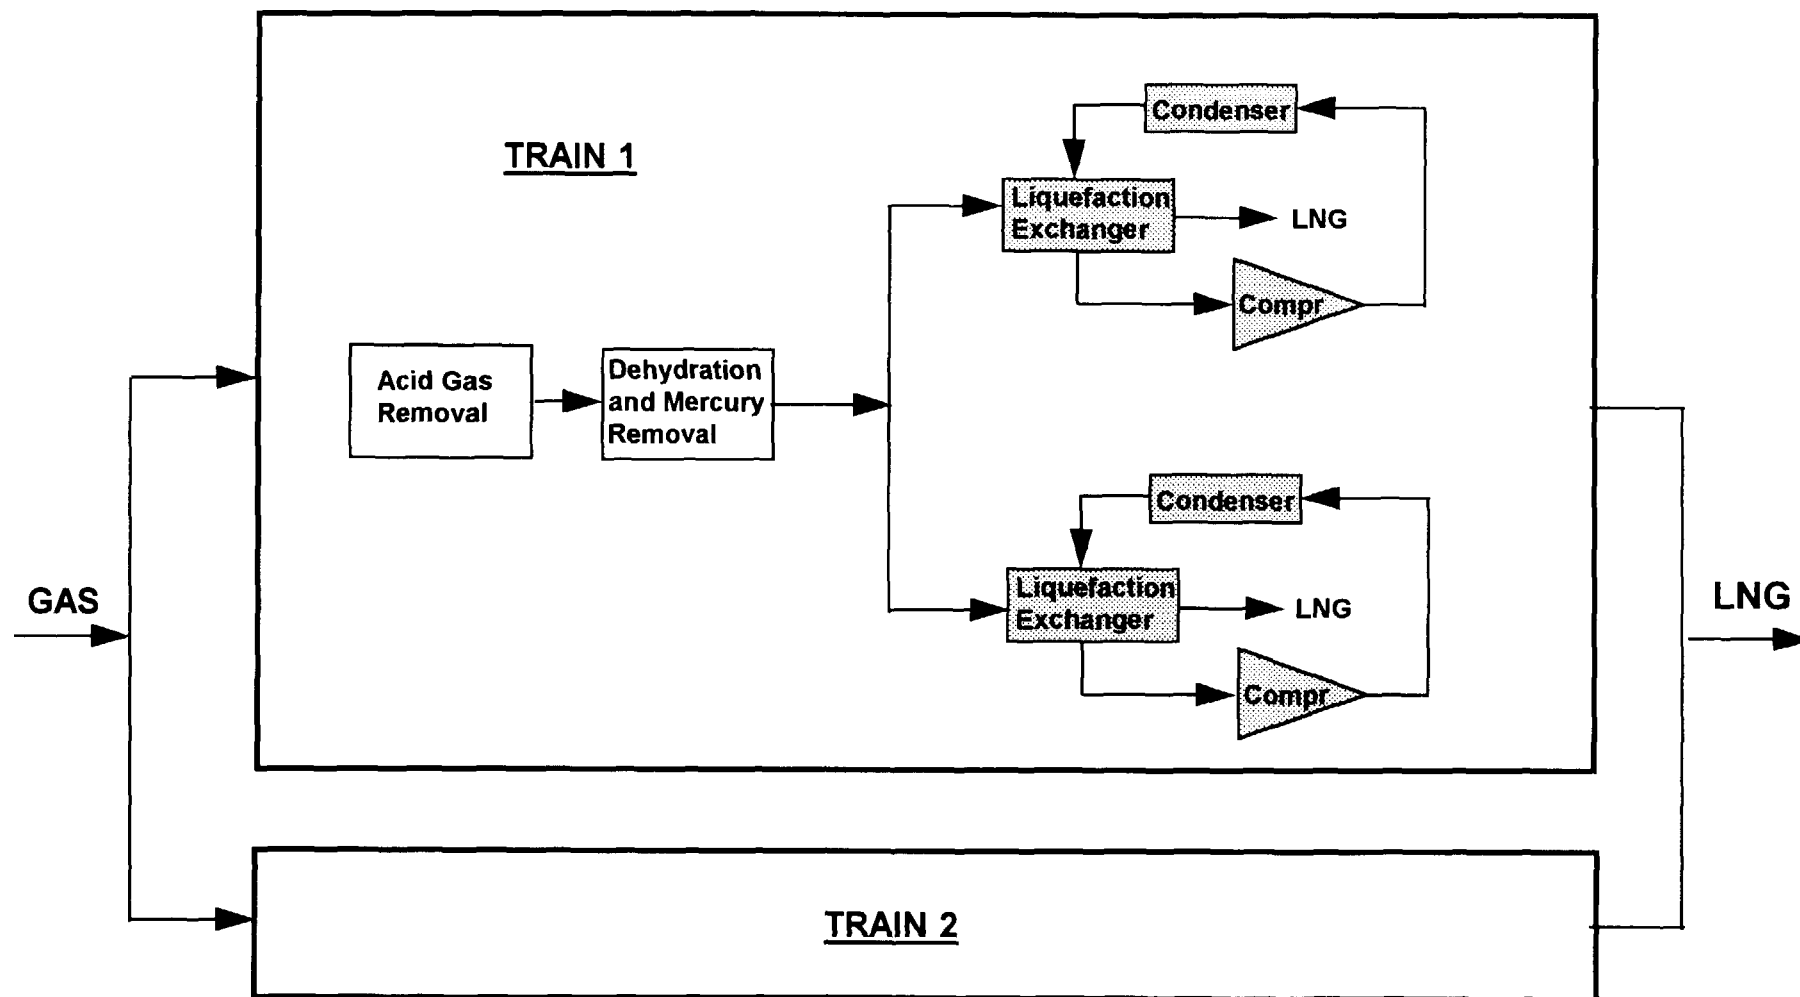 TRAIN 1
Condenser
Liquefaction
Exchanger
LNG
Compr
Acid Gas
Removal
Dehydration
and Mercury
Removal
Condenser
Liquefaction
Exchanger
LNG
Compr
GAS
LNG
TRAIN 2